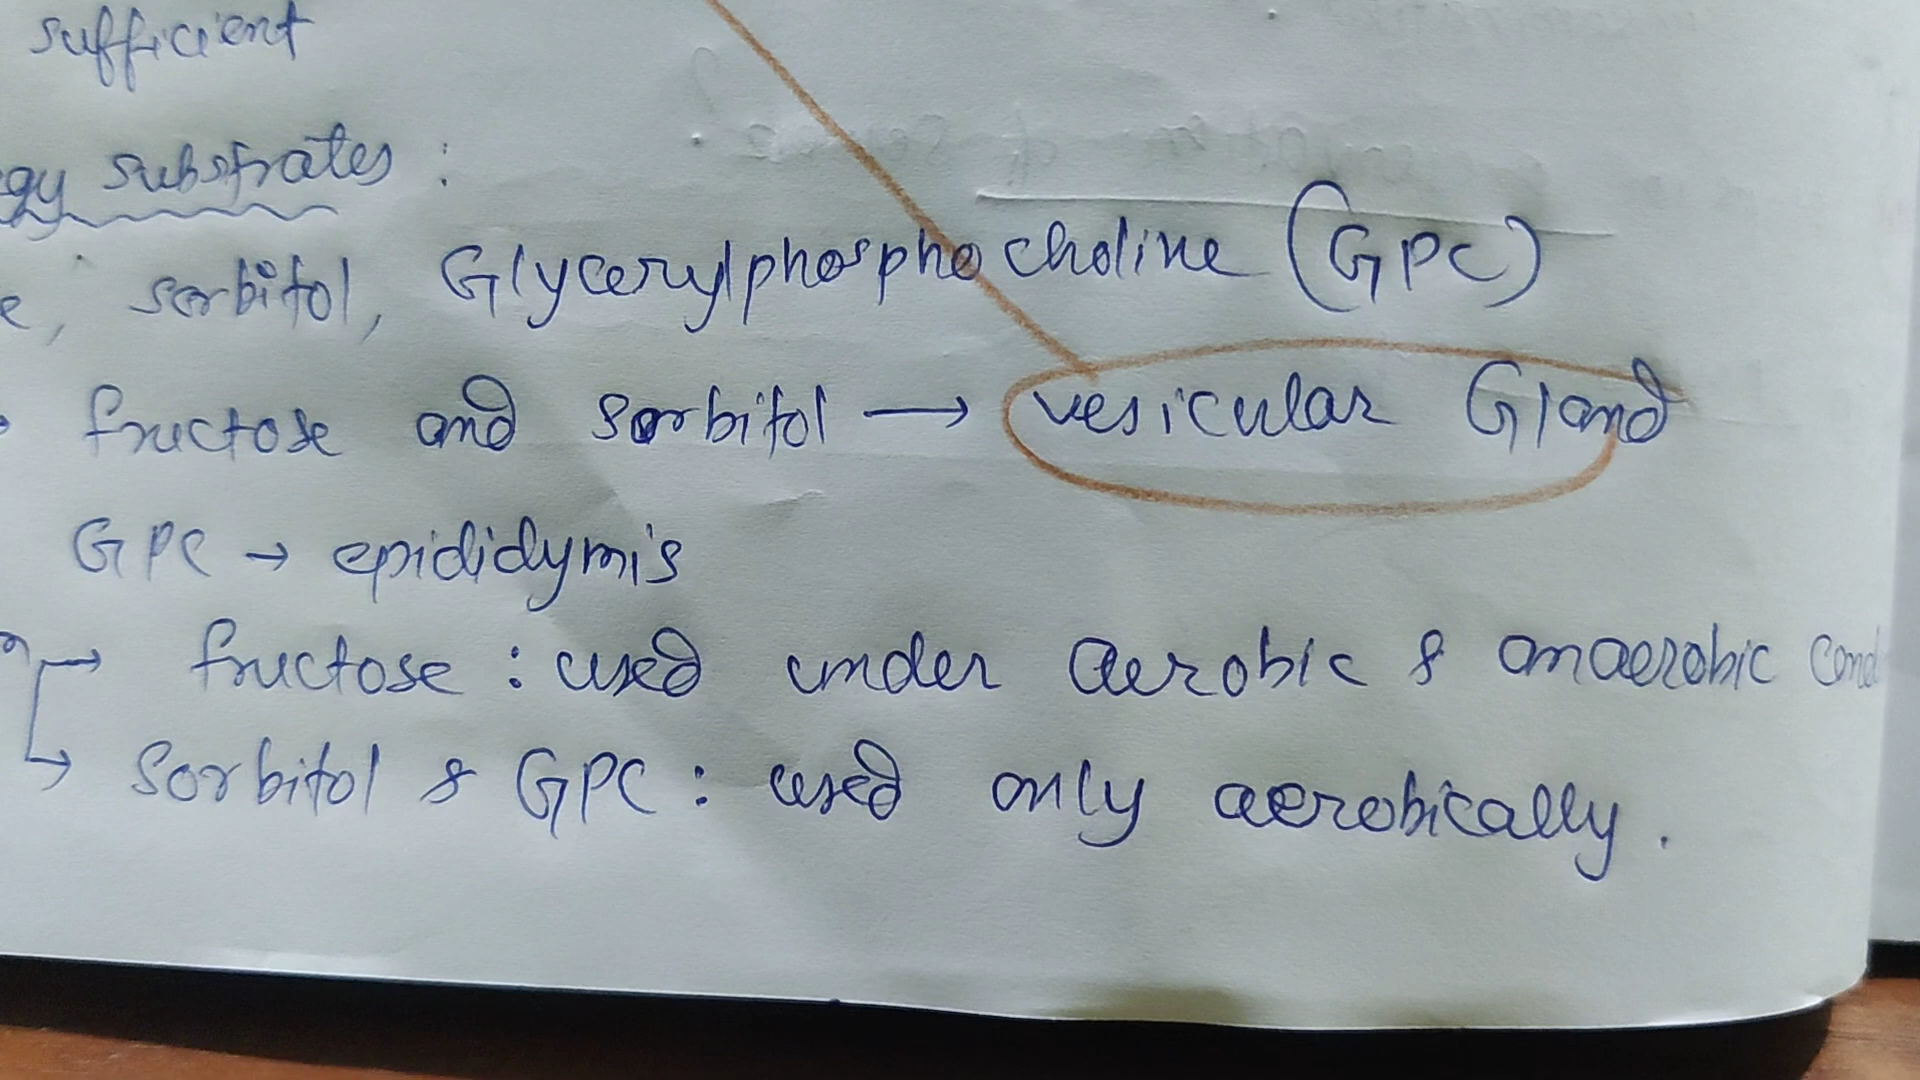 sufficient
gy substrates :
e, sorbitol, Glycerylphosphocholine (GPC)
fructose and sorbitol → vesicular Gland
GPC → epididymis
→ fructose : used under aerobic & anaerobic cond
→ Sorbitol & GPC : used only aerobically.